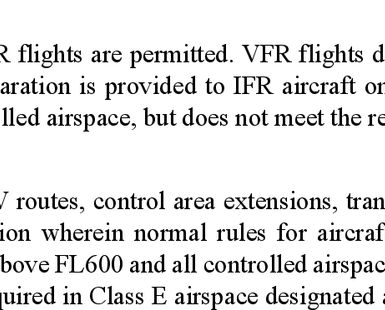 R flights are permitted. VFR flights d
aration is provided to IFR aircraft on
lled airspace, but does not meet the re
V routes, control area extensions, tran
ion wherein normal rules for aircraf
bove FL600 and all controlled airspac
quired in Class E airspace designated a